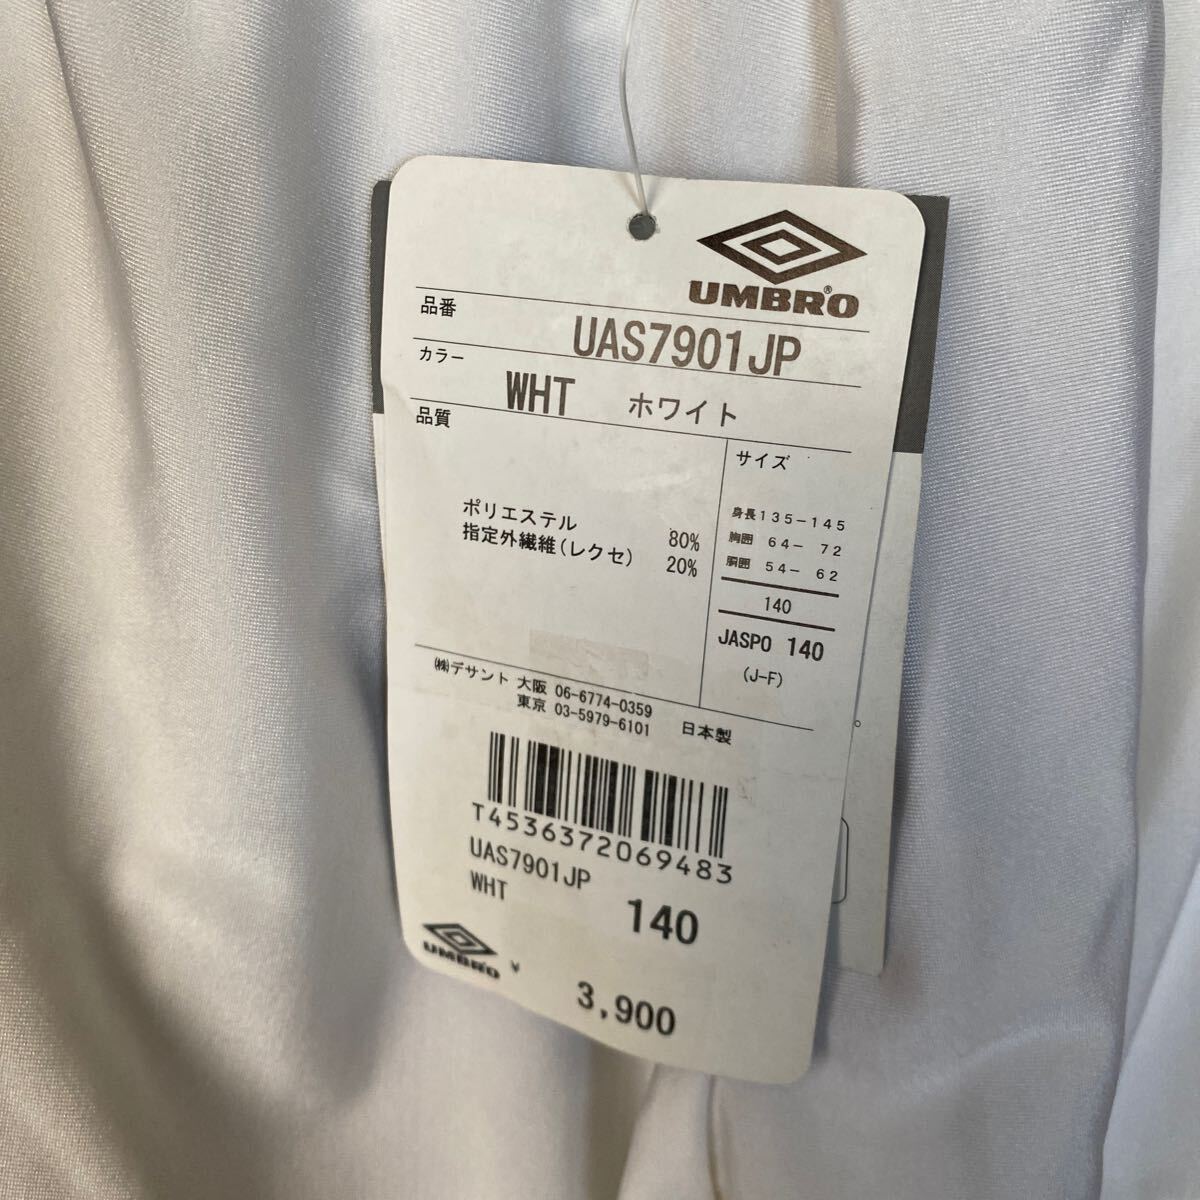 UMBRO®
品番
UAS7901JP
カラー
WHT ホワイト
品質
ポリエステル 80%
指定外繊維(レクセ) 20%
サイズ
身長135-145
胸囲 64- 72
胴囲 54- 62
140
JASPO 140
(J-F)
㈱デサント 大阪 06-6774-0359
東京 03-5979-6101 日本製
T4536372069483
UAS7901JP
WHT 140
UMBRO
¥ 3,900
。